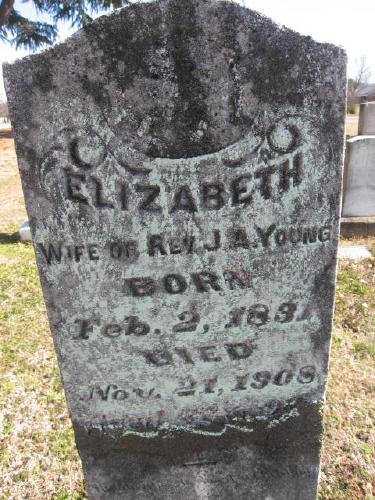 ELIZABETH
WIFE OF REV. J. A. YOUNG
BORN
Feb. 2, 1831
DIED
Nov. 21, 1908